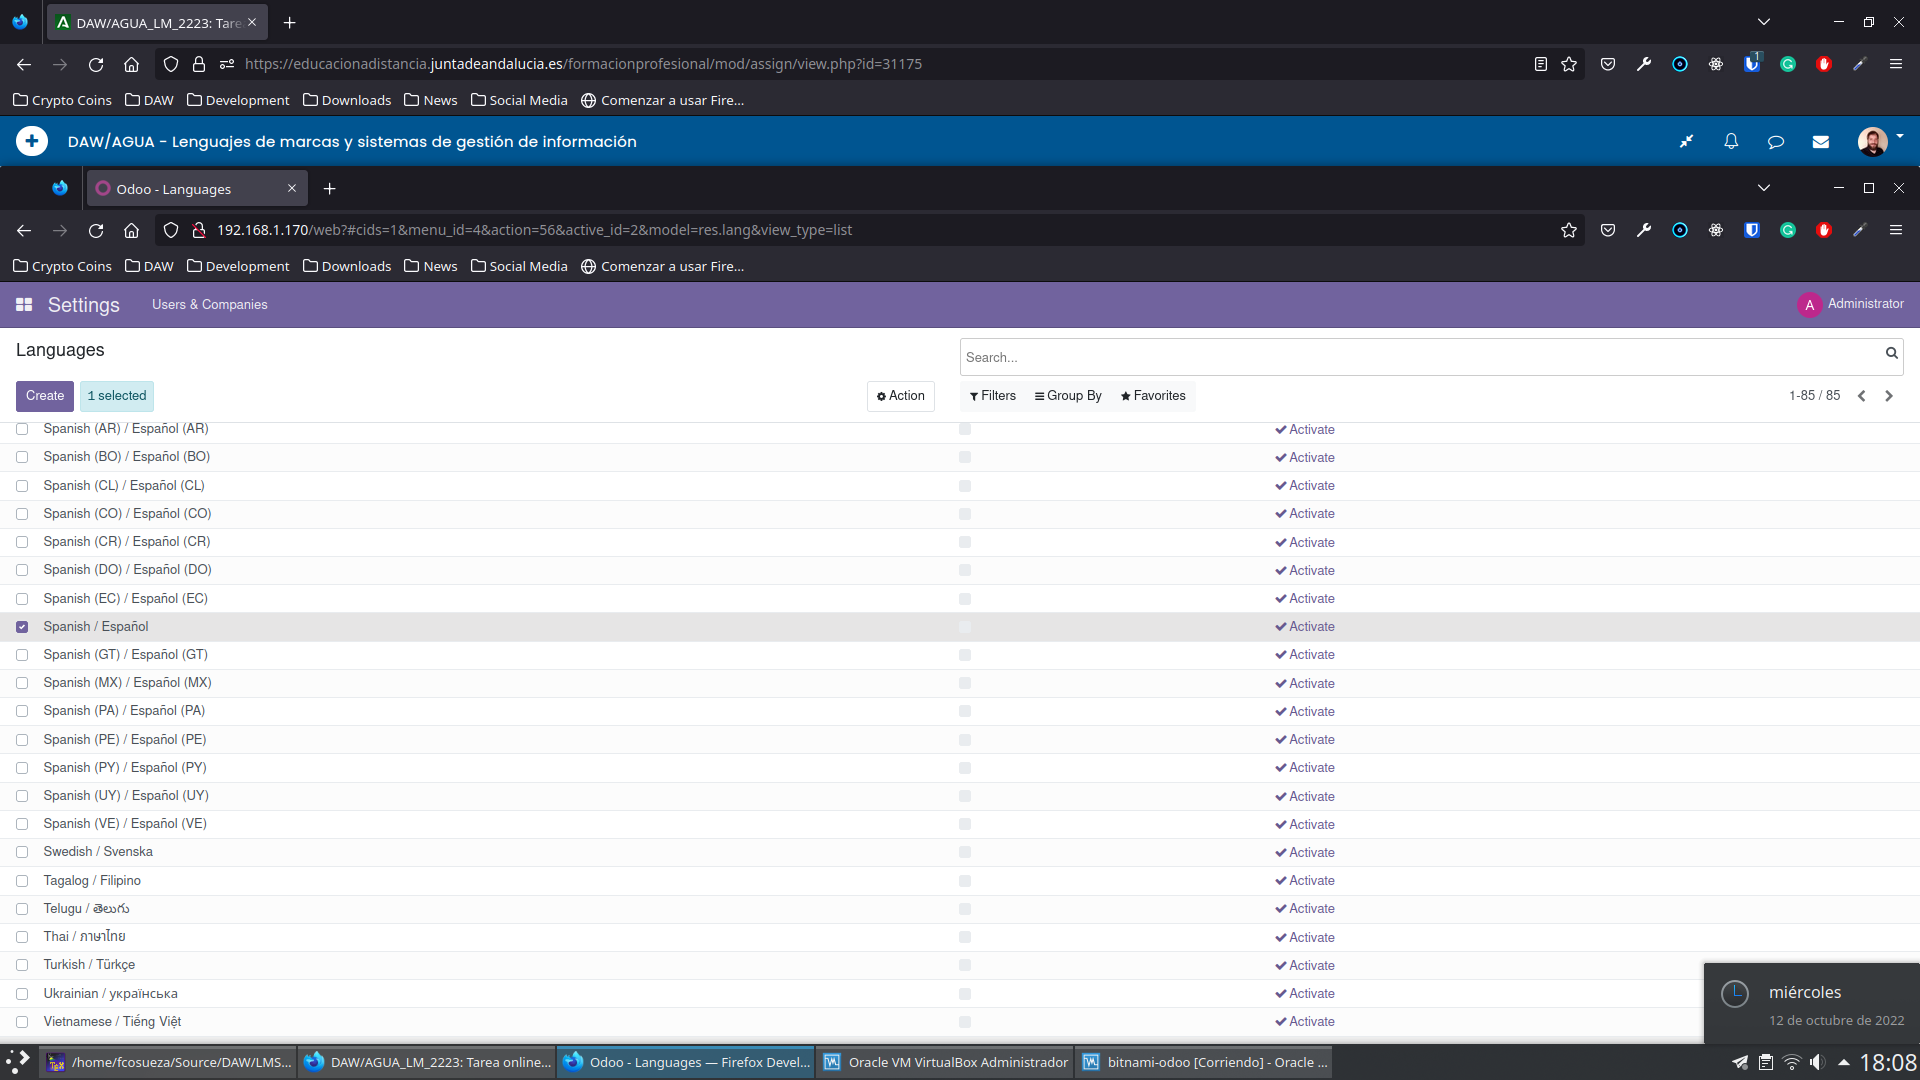 DAW/AGUA_LM_2223: Tare
https://educacionadistancia.juntadeandalucia.es/formacionprofesional/mod/assign/view.php?id=31175
1
Crypto Coins DAW Development Downloads News Social Media Comenzar a usar Fire...
DAW/AGUA - Lenguajes de marcas y sistemas de gestión de información
Odoo - Languages
192.168.1.170/web?#cids=1&menu_id=4&action=56&active_id=2&model=res.lang&view_type=list
Crypto Coins DAW Development Downloads News Social Media Comenzar a usar Fire...
Settings Users & Companies A Administrator
Languages
Search...
Create 1 selected Action Filters Group By Favorites 1-85 / 85
Spanish (AR) / Español (AR) Activate
Spanish (BO) / Español (BO) Activate
Spanish (CL) / Español (CL) Activate
Spanish (CO) / Español (CO) Activate
Spanish (CR) / Español (CR) Activate
Spanish (DO) / Español (DO) Activate
Spanish (EC) / Español (EC) Activate
Spanish / Español Activate
Spanish (GT) / Español (GT) Activate
Spanish (MX) / Español (MX) Activate
Spanish (PA) / Español (PA) Activate
Spanish (PE) / Español (PE) Activate
Spanish (PY) / Español (PY) Activate
Spanish (UY) / Español (UY) Activate
Spanish (VE) / Español (VE) Activate
Swedish / Svenska Activate
Tagalog / Filipino Activate
Telugu / తెలుగు Activate
Thai / ภาษาไทย Activate
Turkish / Türkçe Activate
Ukrainian / українська Activate
Vietnamese / Tiếng Việt Activate
miércoles
12 de octubre de 2022
/home/fcosueza/Source/DAW/LMS... DAW/AGUA_LM_2223: Tarea online... Odoo - Languages — Firefox Devel... Oracle VM VirtualBox Administrador bitnami-odoo [Corriendo] - Oracle ... 18:08